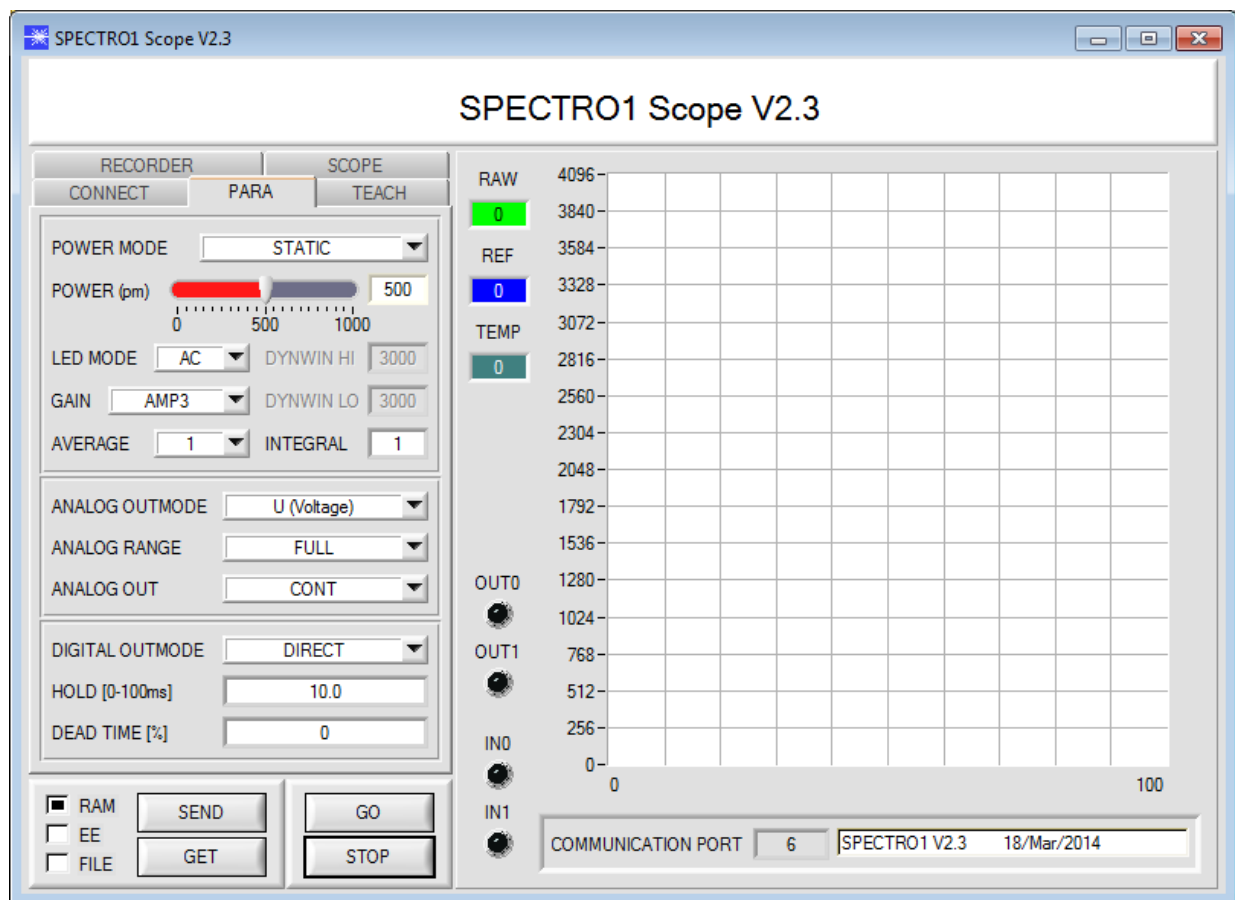 SPECTRO1 Scope V2.3
SPECTRO1 Scope V2.3
RECORDER SCOPE
CONNECT PARA TEACH
POWER MODE STATIC
POWER (pm) 500
0 500 1000
LED MODE AC DYNWIN HI 3000
GAIN AMP3 DYNWIN LO 3000
AVERAGE 1 INTEGRAL 1
ANALOG OUTMODE U (Voltage)
ANALOG RANGE FULL
ANALOG OUT CONT
DIGITAL OUTMODE DIRECT
HOLD [0-100ms] 10.0
DEAD TIME [%] 0
RAM
EE
FILE
SEND
GET
GO
STOP
RAW
0
REF
0
TEMP
0
OUT0
OUT1
IN0
IN1
4096
3840
3584
3328
3072
2816
2560
2304
2048
1792
1536
1280
1024
768
512
256
0
0 100
COMMUNICATION PORT 6 SPECTRO1 V2.3 18/Mar/2014